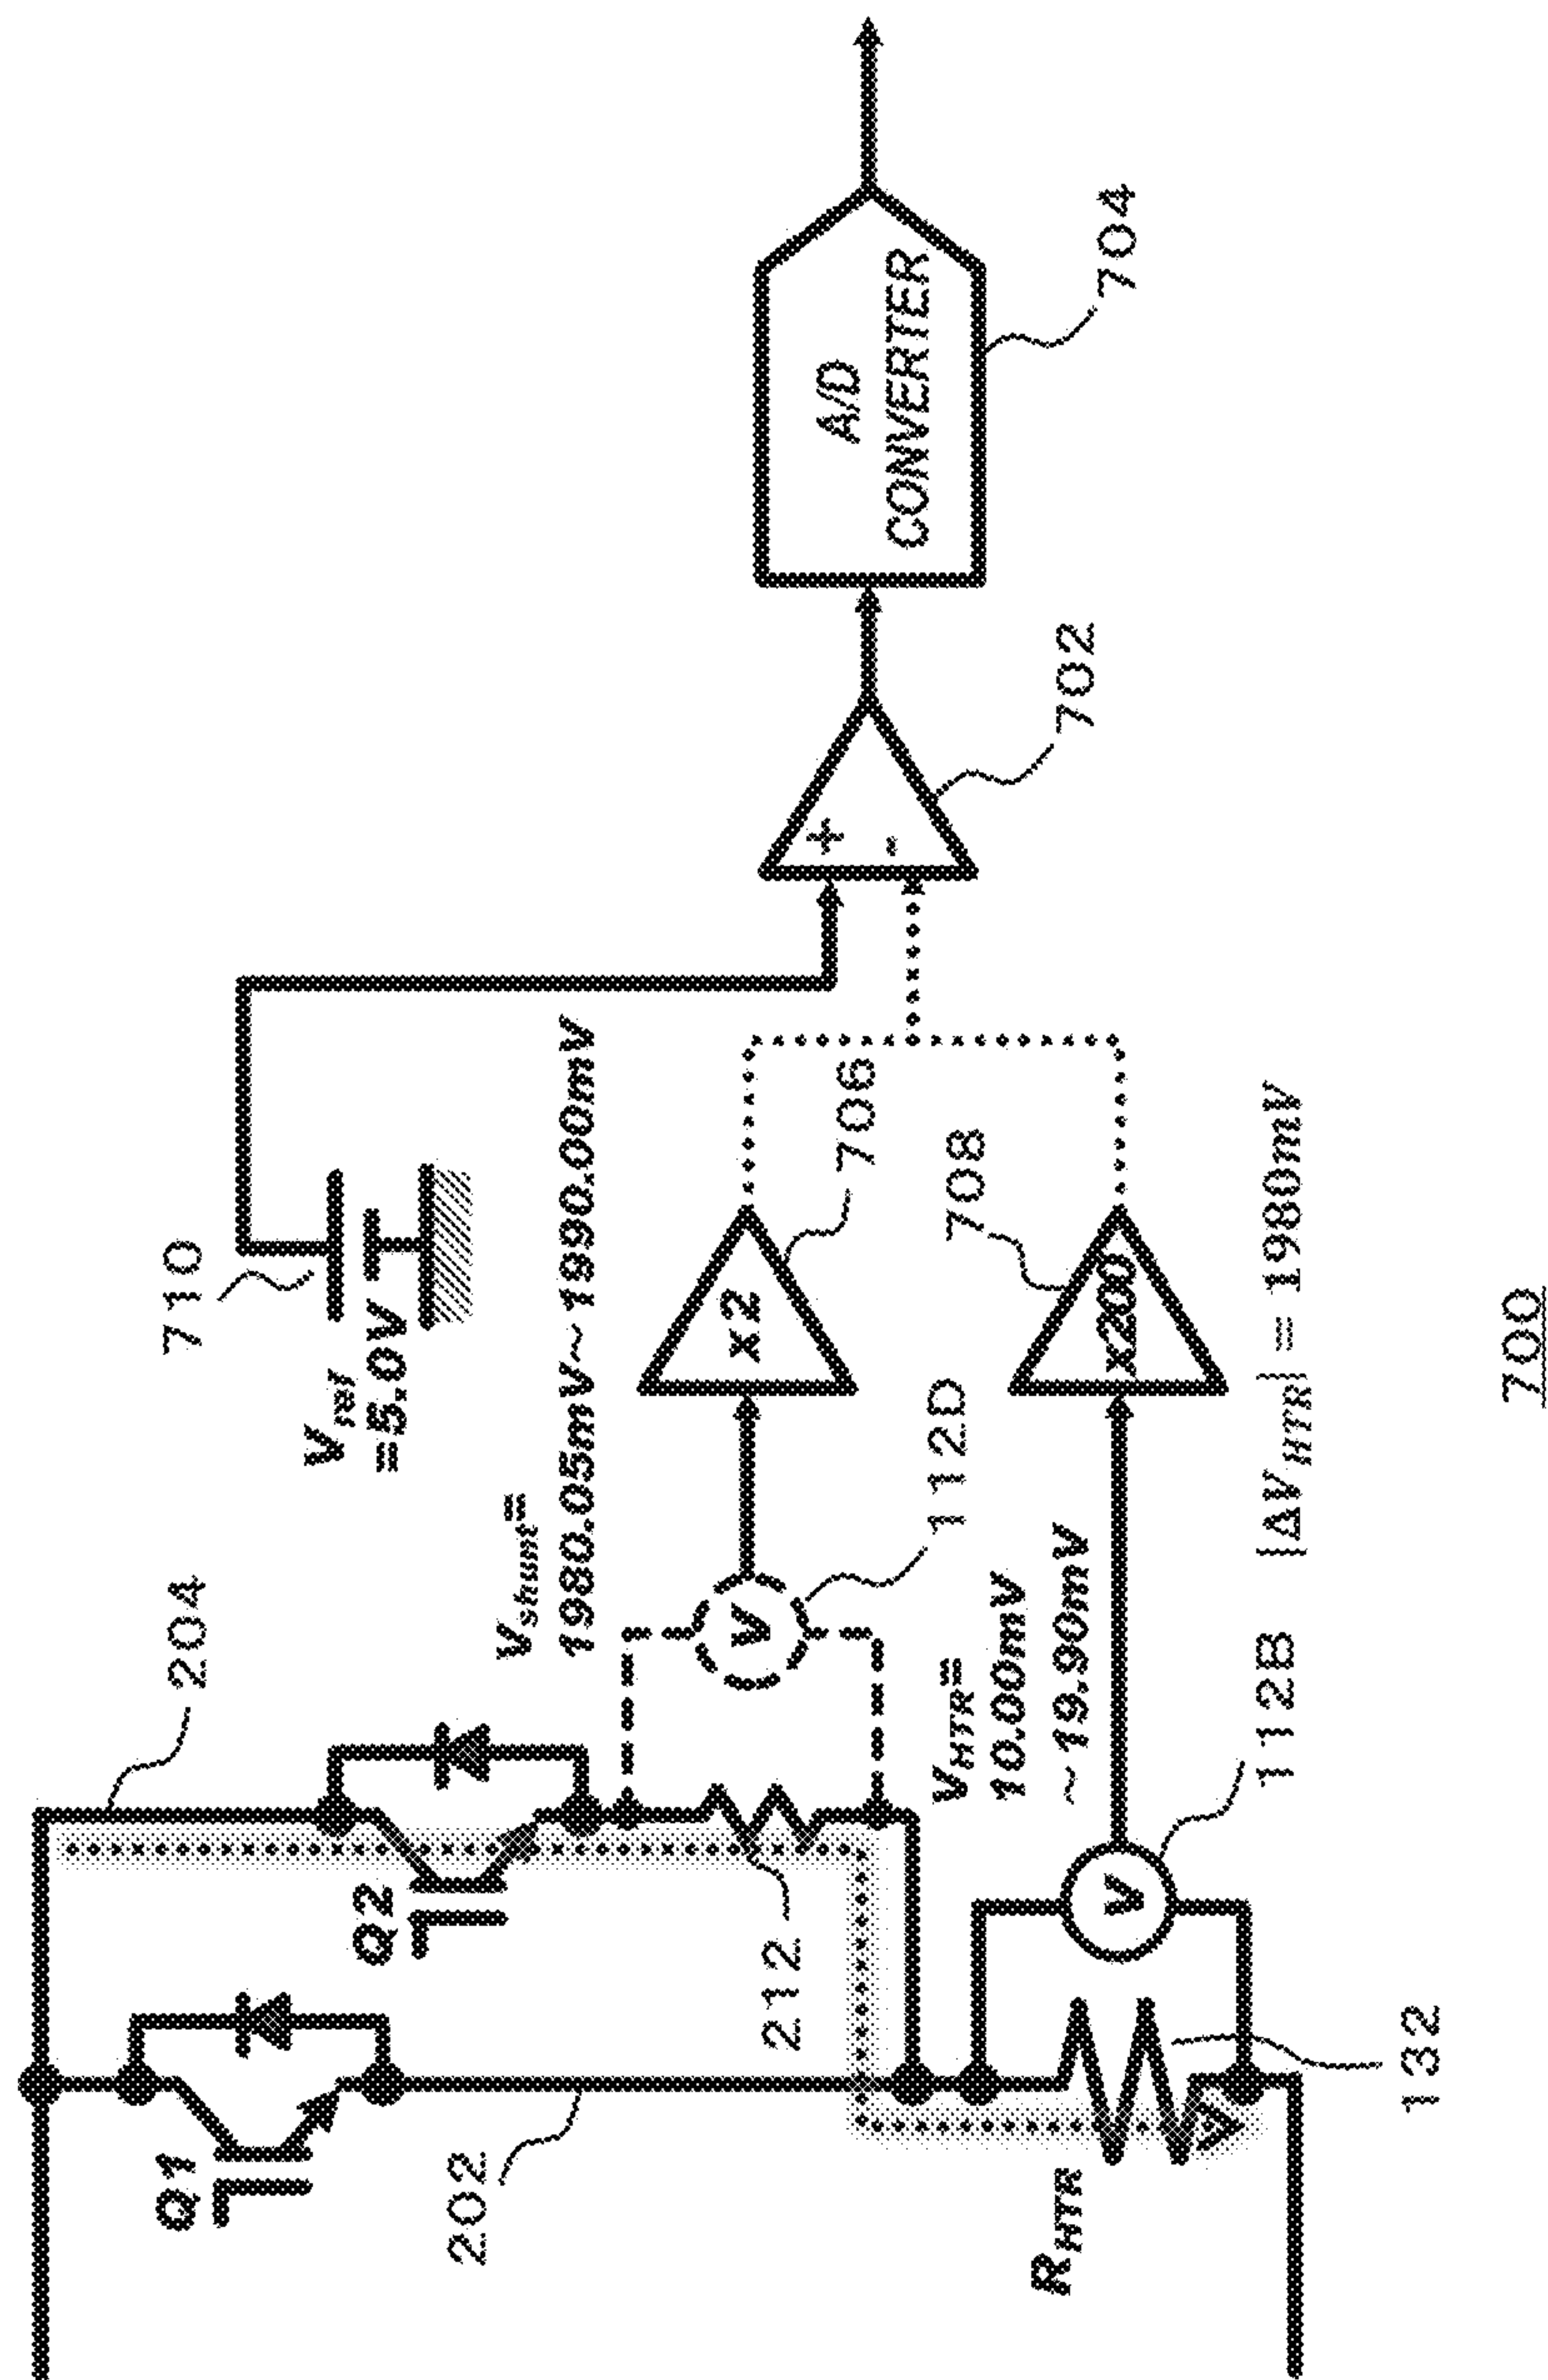 Q1
202
Q2
204
212
R_HTR
132
V_shunt=
1980.05mV~1990.00mV
V
112D
V_HTR=
10.00mV
~19.90mV
V
112B
|ΔV_HTR| = 1980mV
V_ref
=5.0V
710
x2
706
x200
708
+
-
702
A/D
CONVERTER
704
700